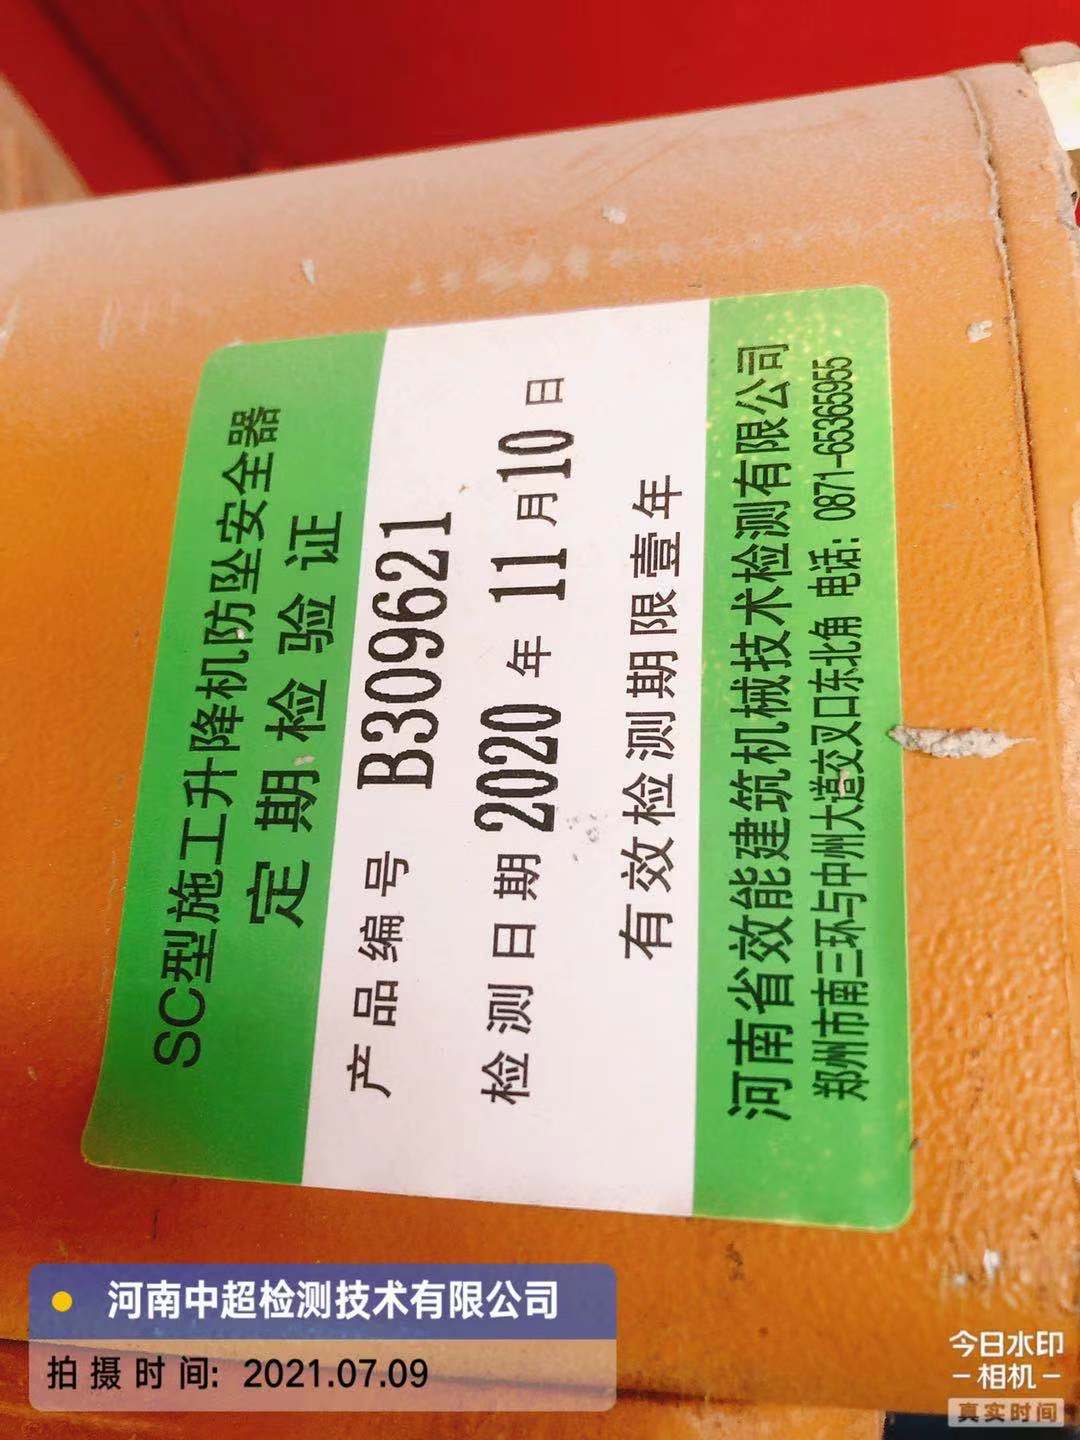 SC型施工升降机防坠安全器
定期检验证
产品编号 B309621
检测日期 2020 年 11 月 10 日
有效检测期限壹年
河南省效能建筑机械技术检测有限公司
郑州市南三环与中州大道交叉口东北角 电话：0871-65365955
河南中超检测技术有限公司
拍摄时间: 2021.07.09
今日水印
-相机-
真实时间